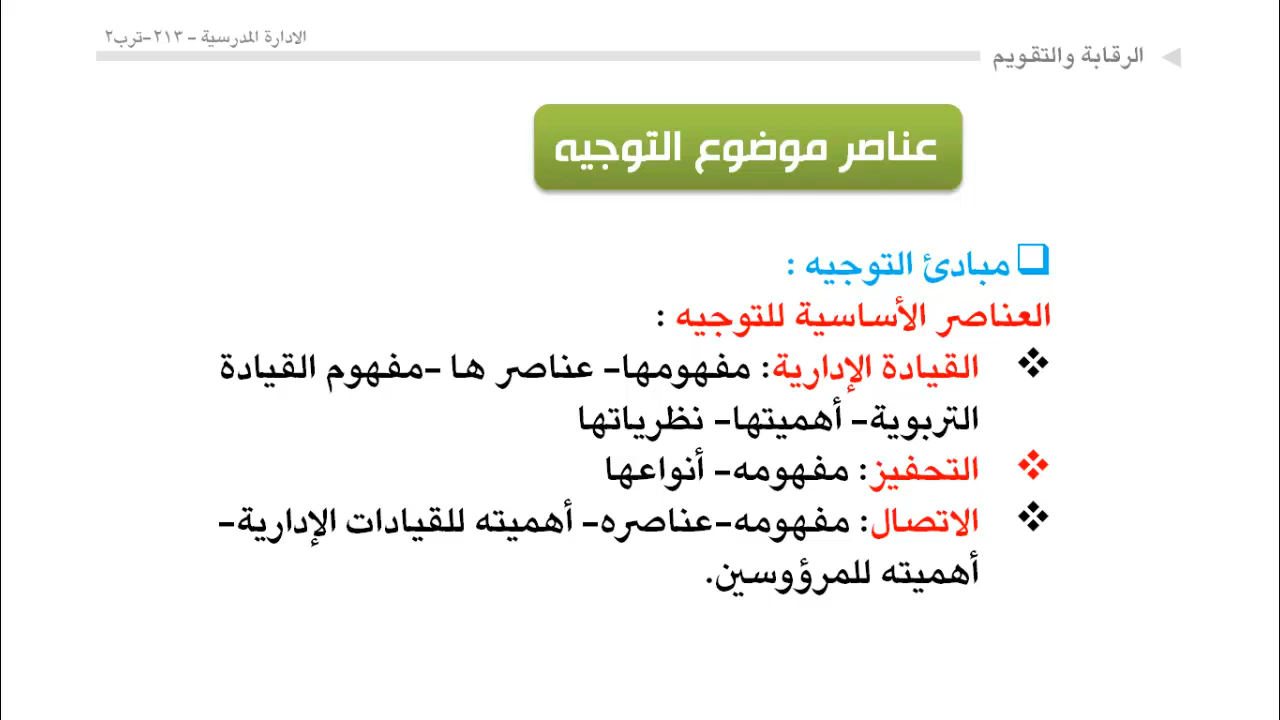 الادارة المدرسية - ٢١٣-ترب٢
الرقابة والتقويم
عناصر موضوع التوجيه
مبادئ التوجيه :
العناصر الأساسية للتوجيه :
القيادة الإدارية: مفهومها- عناصر ها -مفهوم القيادة
التربوية- أهميتها- نظرياتها
التحفيز: مفهومه- أنواعها
الاتصال: مفهومه-عناصره- أهميته للقيادات الإدارية-
أهميته للمرؤوسين.